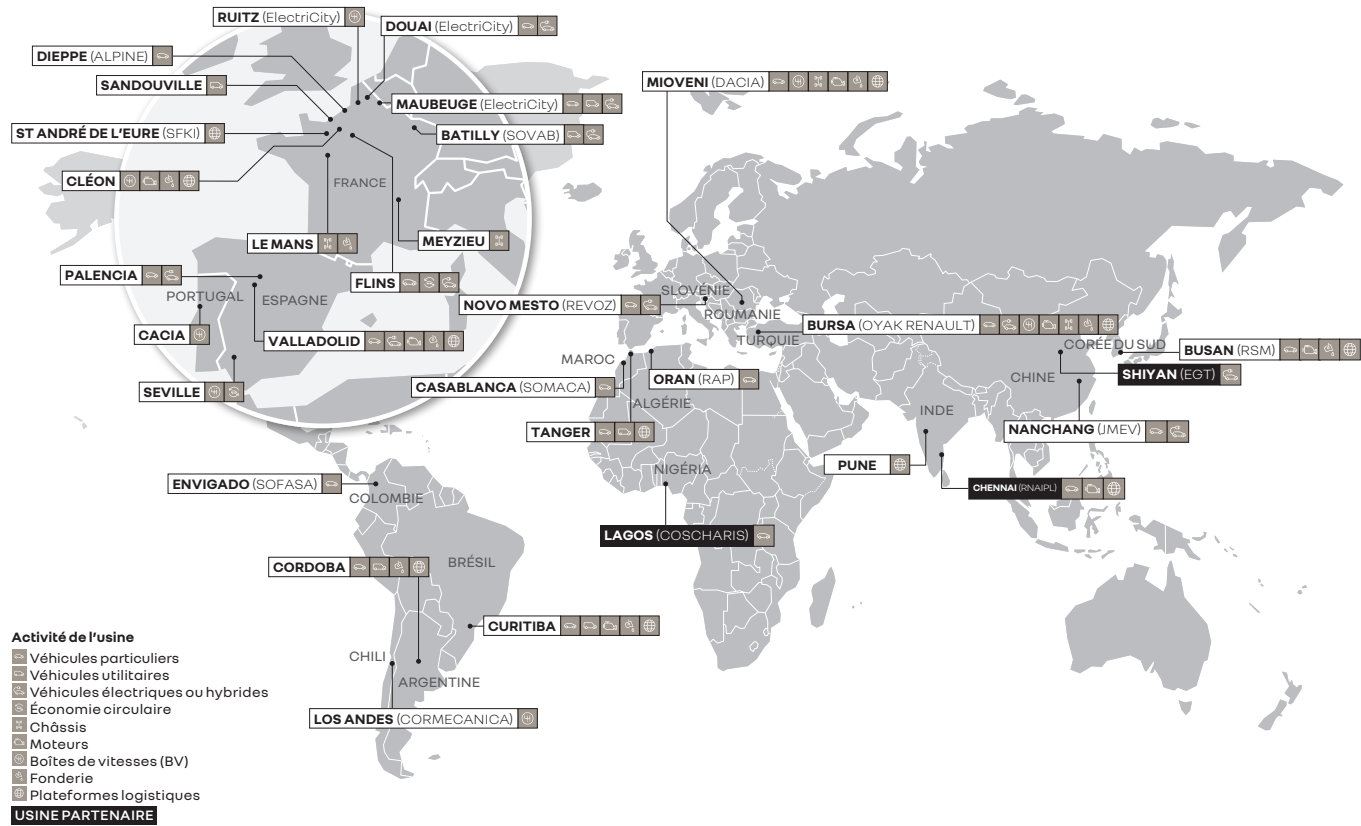 RUITZ (ElectriCity)
DOUAI (ElectriCity)
DIEPPE (ALPINE)
SANDOUVILLE
MAUBEUGE (ElectriCity)
ST ANDRÉ DE L'EURE (SFKI)
BATILLY (SOVAB)
CLÉON
FRANCE
LE MANS
MEYZIEU
PALENCIA
FLINS
PORTUGAL
ESPAGNE
CACIA
VALLADOLID
SEVILLE
MIOVENI (DACIA)
SLOVÉNIE
NOVO MESTO (REVOZ)
ROUMANIE
BURSA (OYAK RENAULT)
TURQUIE
CORÉE DU SUD
BUSAN (RSM)
MAROC
CASABLANCA (SOMACA)
ORAN (RAP)
SHIYAN (EGT)
CHINE
ALGÉRIE
INDE
TANGER
NANCHANG (JMEV)
PUNE
NIGÉRIA
ENVIGADO (SOFASA)
COLOMBIE
CHENNAI (RNAIPL)
LAGOS (COSCHARIS)
CORDOBA
BRÉSIL
CURITIBA
CHILI
ARGENTINE
LOS ANDES (CORMECANICA)
Activité de l'usine
Véhicules particuliers
Véhicules utilitaires
Véhicules électriques ou hybrides
Économie circulaire
Châssis
Moteurs
Boîtes de vitesses (BV)
Fonderie
Plateformes logistiques
USINE PARTENAIRE